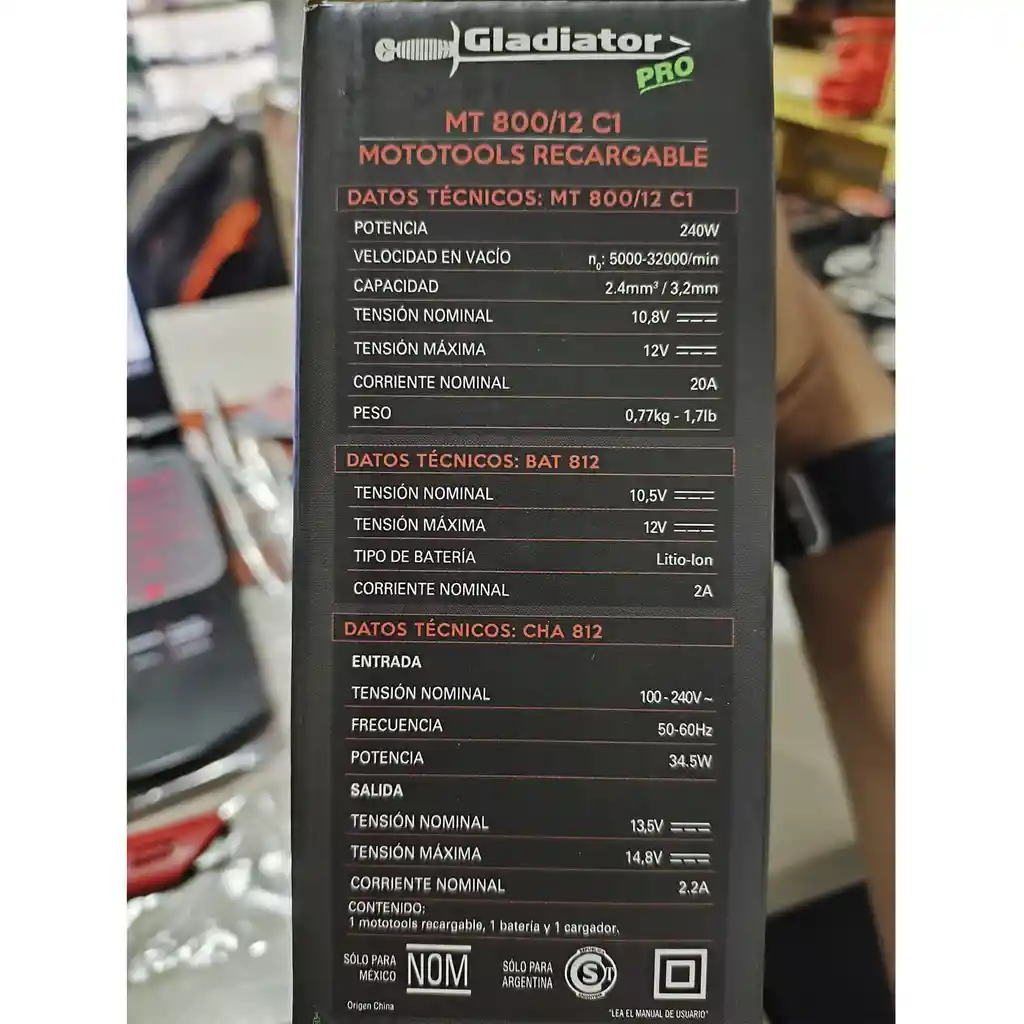 Gladiator
PRO
MT 800/12 C1
MOTOTOOLS RECARGABLE
DATOS TÉCNICOS: MT 800/12 C1
POTENCIA 240W
VELOCIDAD EN VACÍO n₀: 5000-32000/min
CAPACIDAD 2.4mm³ / 3,2mm
TENSIÓN NOMINAL 10,8V
TENSIÓN MÁXIMA 12V
CORRIENTE NOMINAL 20A
PESO 0,77kg - 1,7lb
DATOS TÉCNICOS: BAT 812
TENSIÓN NOMINAL 10,5V
TENSIÓN MÁXIMA 12V
TIPO DE BATERÍA Litio-Ion
CORRIENTE NOMINAL 2A
DATOS TÉCNICOS: CHA 812
ENTRADA
TENSIÓN NOMINAL 100 - 240V ~
FRECUENCIA 50-60Hz
POTENCIA 34.5W
SALIDA
TENSIÓN NOMINAL 13,5V
TENSIÓN MÁXIMA 14,8V
CORRIENTE NOMINAL 2.2A
CONTENIDO:
1 mototools recargable, 1 batería y 1 cargador.
SÓLO PARA MÉXICO
NOM
SÓLO PARA ARGENTINA
S
Origen China
"LEA EL MANUAL DE USUARIO"